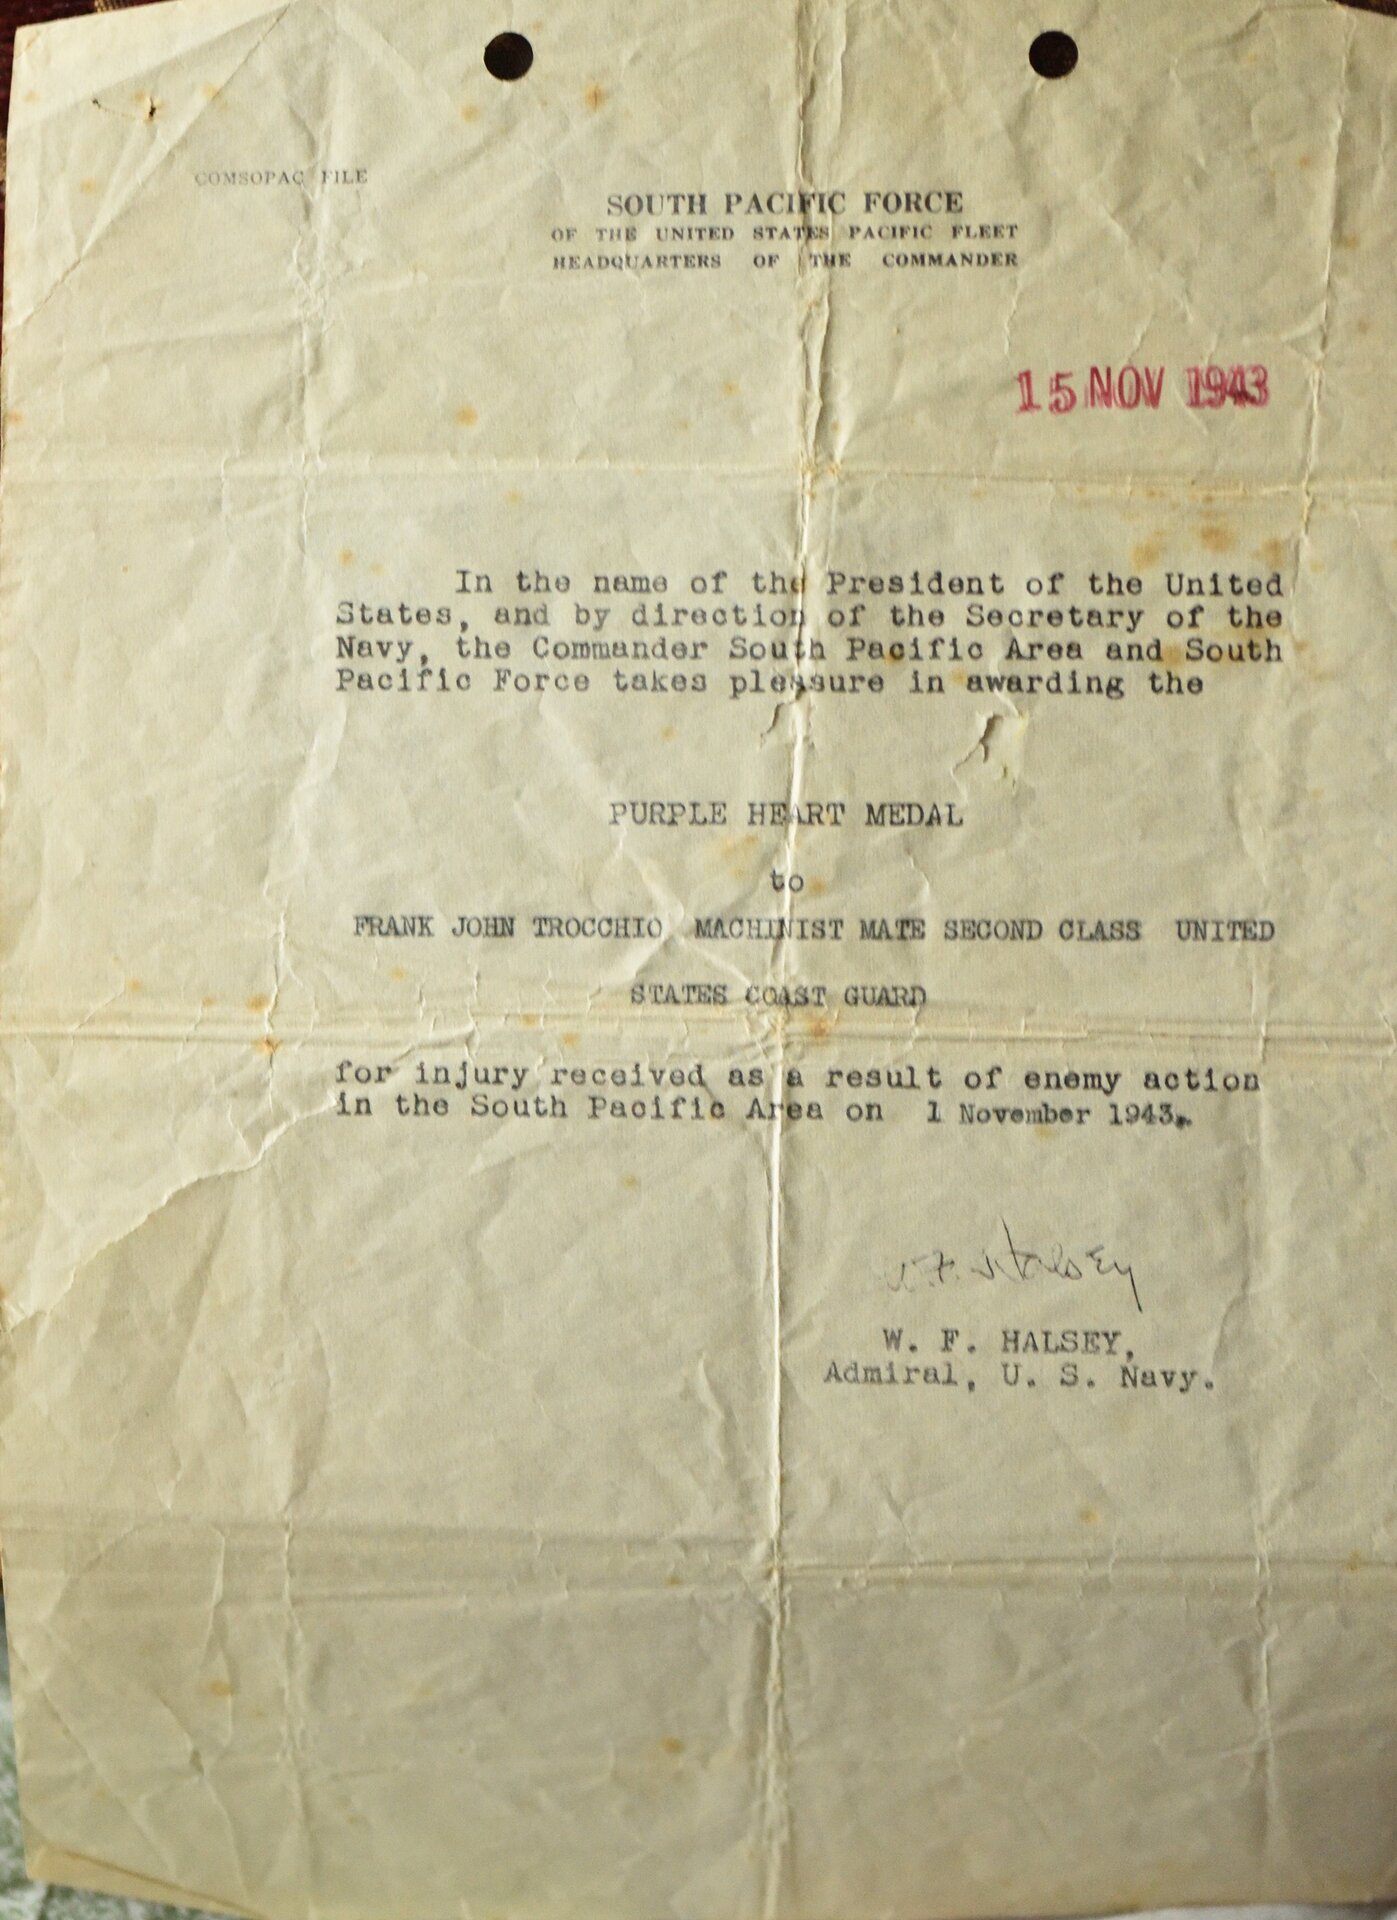 COMSOPAC FILE
SOUTH PACIFIC FORCE
OF THE UNITED STATES PACIFIC FLEET
HEADQUARTERS OF THE COMMANDER
15 NOV 1943
In the name of the President of the United
States, and by direction of the Secretary of the
Navy, the Commander South Pacific Area and South
Pacific Force takes pleasure in awarding the
PURPLE HEART MEDAL
to
FRANK JOHN TROCCHIO MACHINIST MATE SECOND CLASS UNITED
STATES COAST GUARD
for injury received as a result of enemy action
in the South Pacific Area on 1 November 1943.
W. F. Halsey
W. F. HALSEY,
Admiral, U. S. Navy.